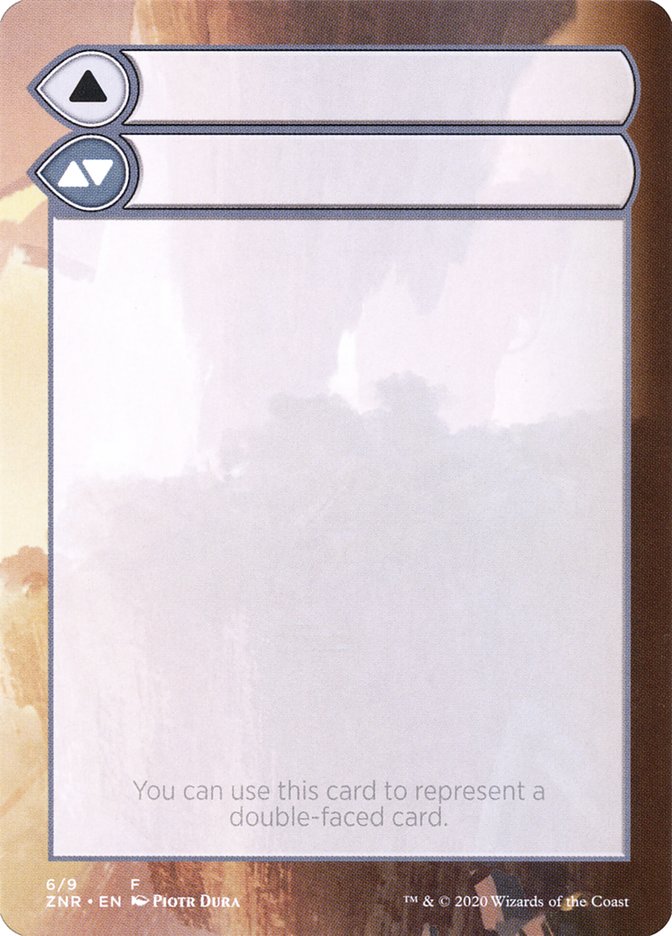 You can use this card to represent a
double-faced card.
6/9 F
ZNR • EN Piotr Dura
™ & © 2020 Wizards of the Coast